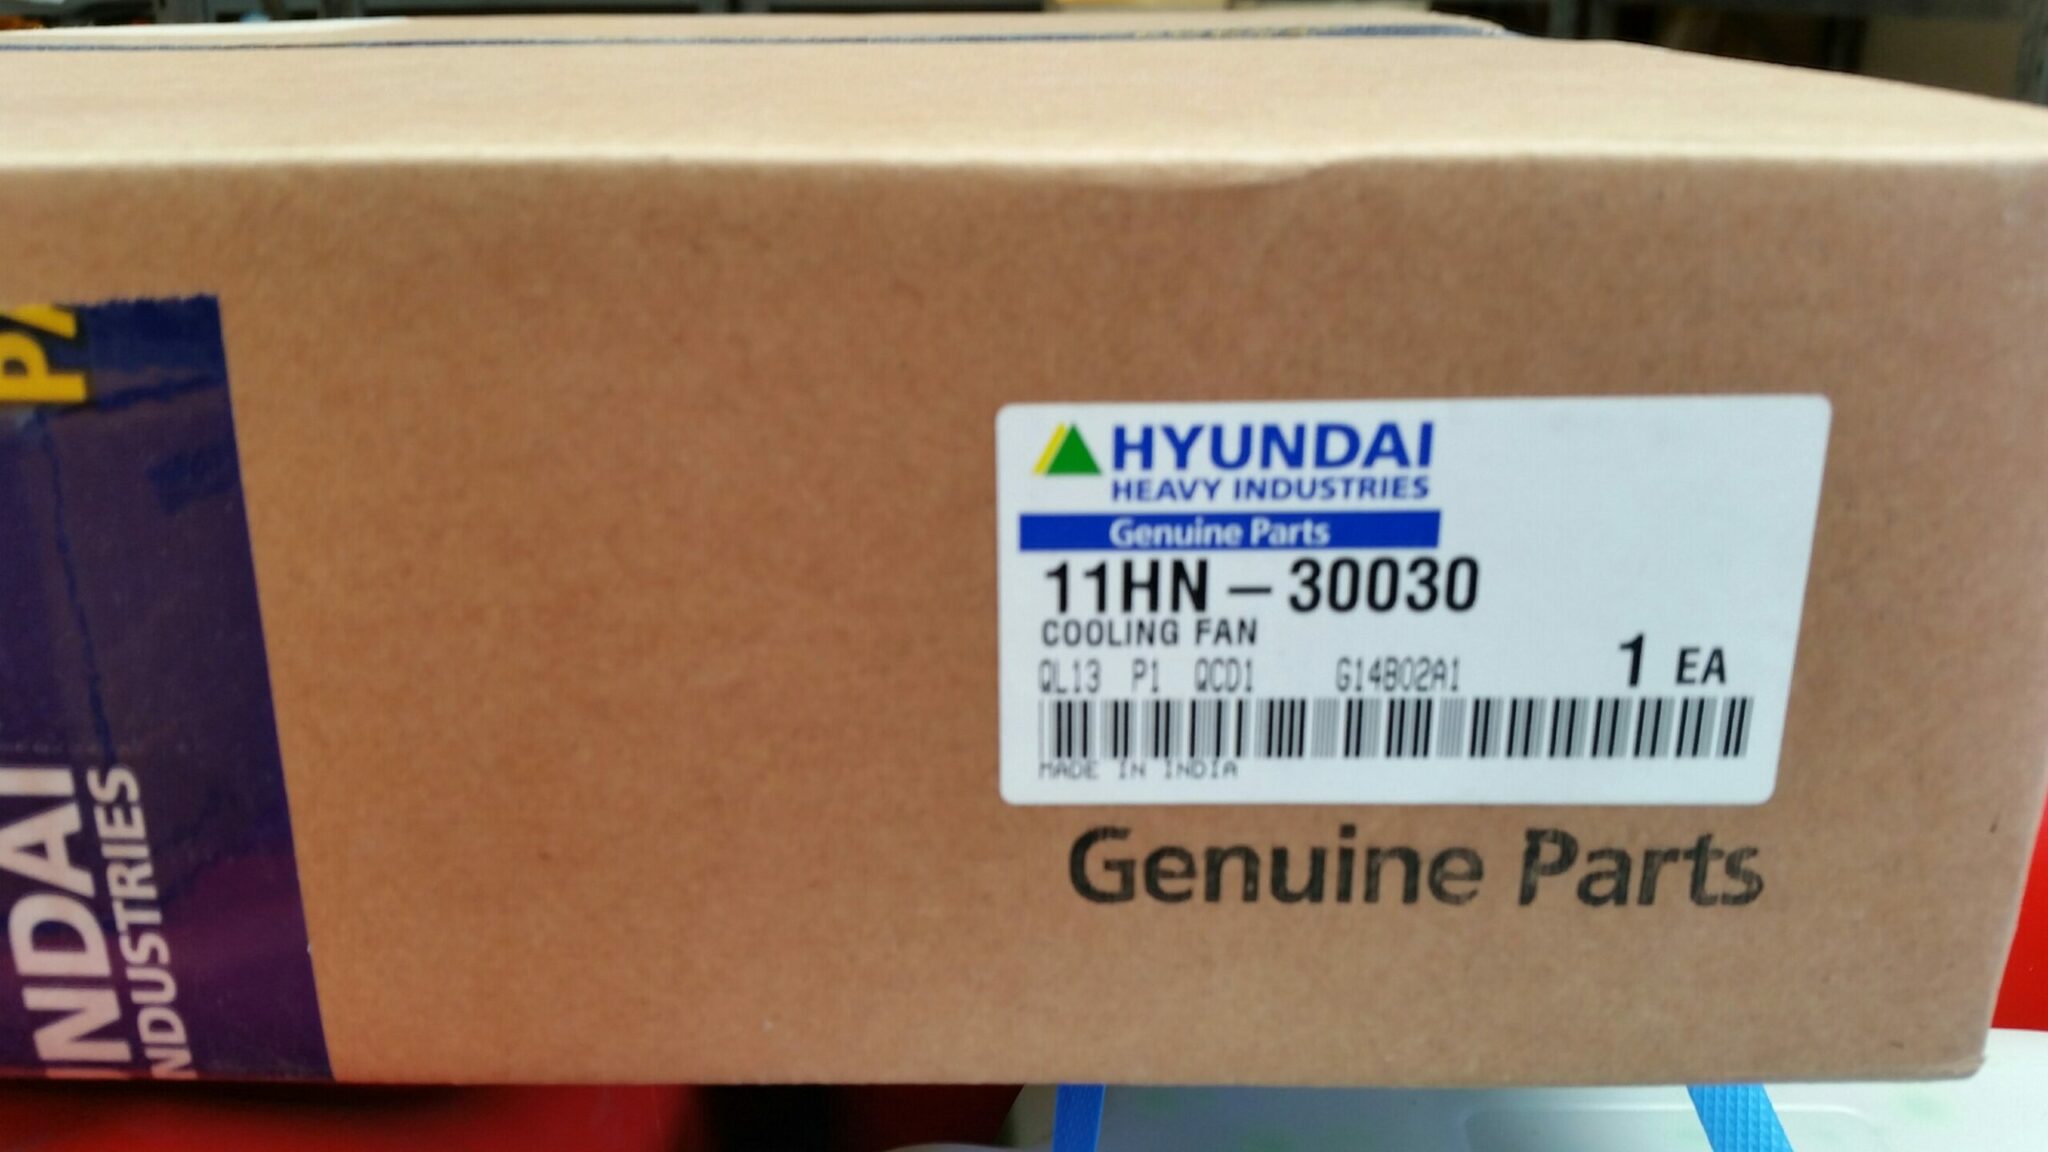 PA
NDAI
NDUSTRIES
HYUNDAI
HEAVY INDUSTRIES
Genuine Parts
11HN-30030
COOLING FAN
QL13 P1 QCD1 G14B02A1 1 EA
MADE IN INDIA
Genuine Parts